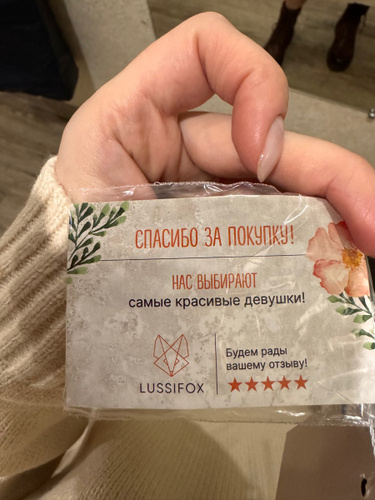 СПАСИБО ЗА ПОКУПКУ!
НАС ВЫБИРАЮТ
самые красивые девушки!
LUSSIFOX
Будем рады
вашему отзыву!